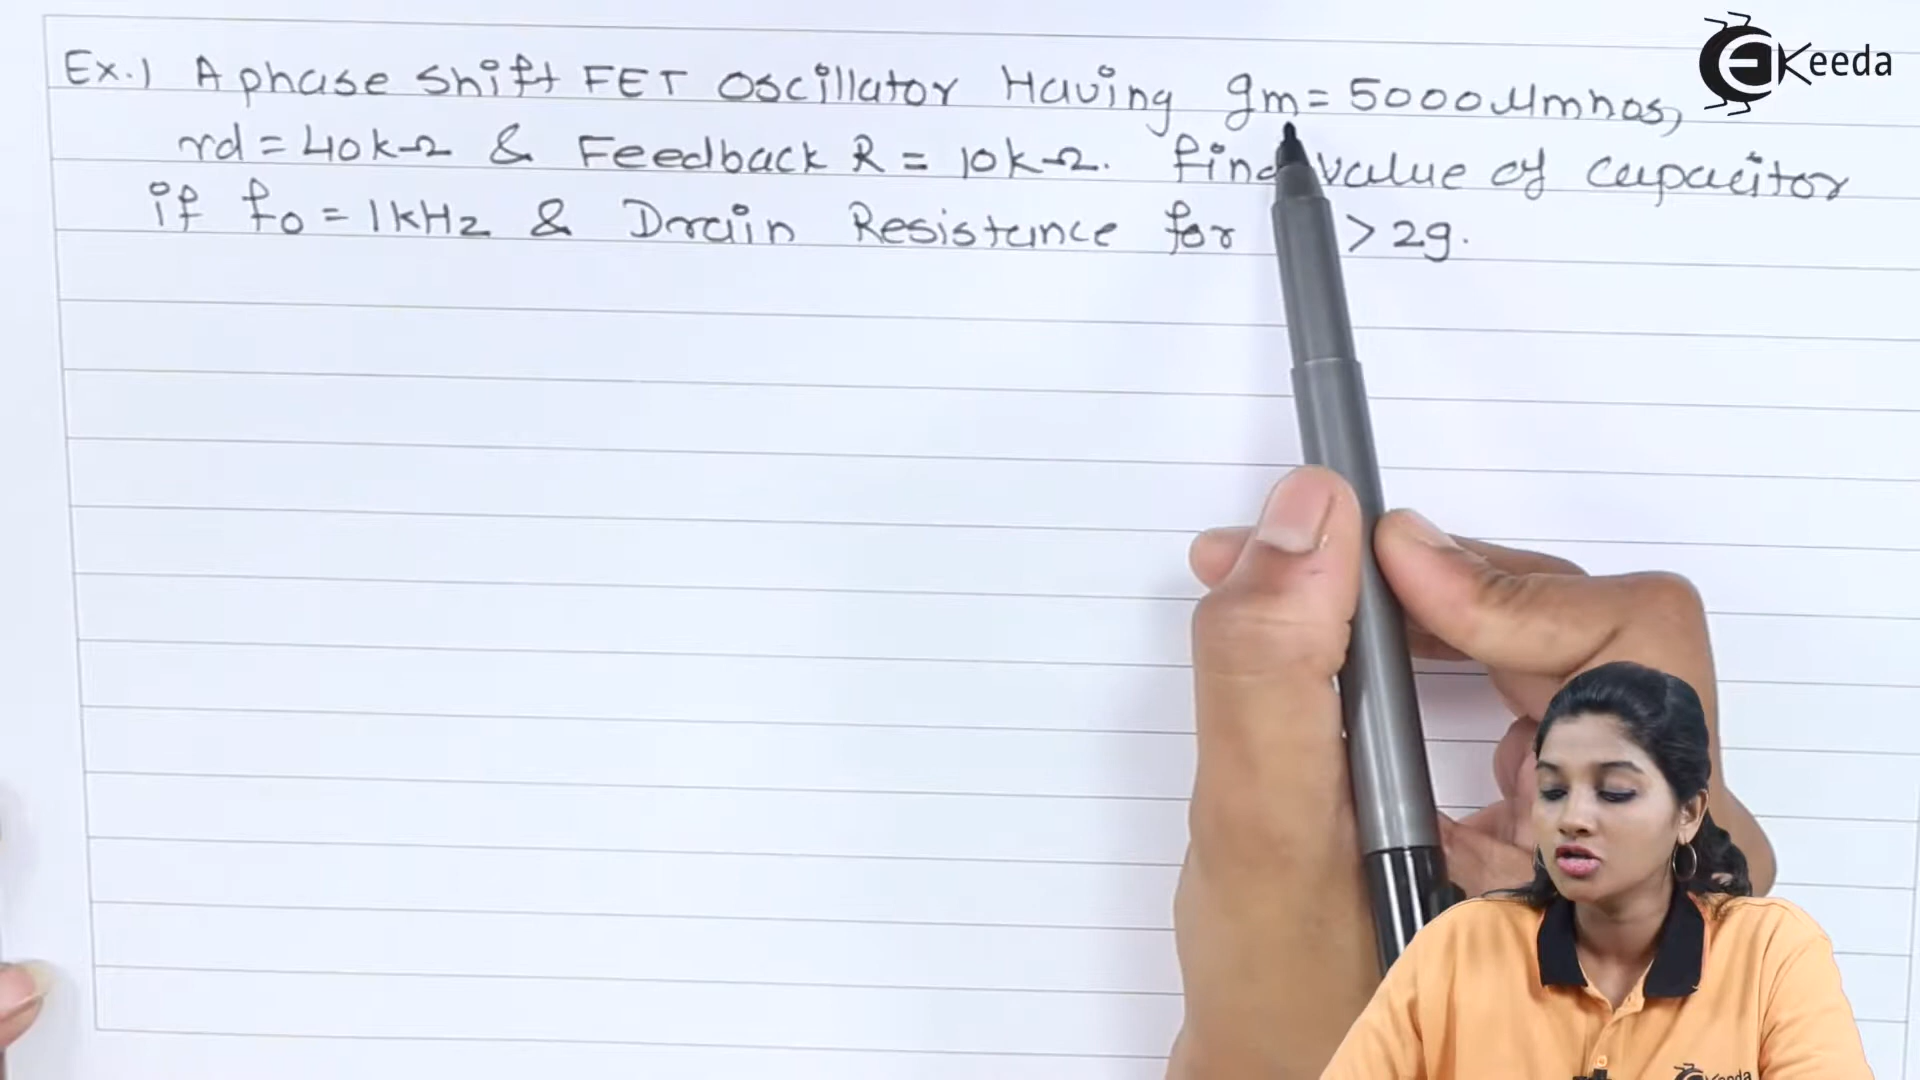 Ex.1 A phase shift FET Oscillator Having gm = 5000 µmhos,
rd = 40kΩ & Feedback R = 10kΩ. find value of capacitor
if fo = 1kHz & Drain Resistance for > 29.
Keeda
Keeda